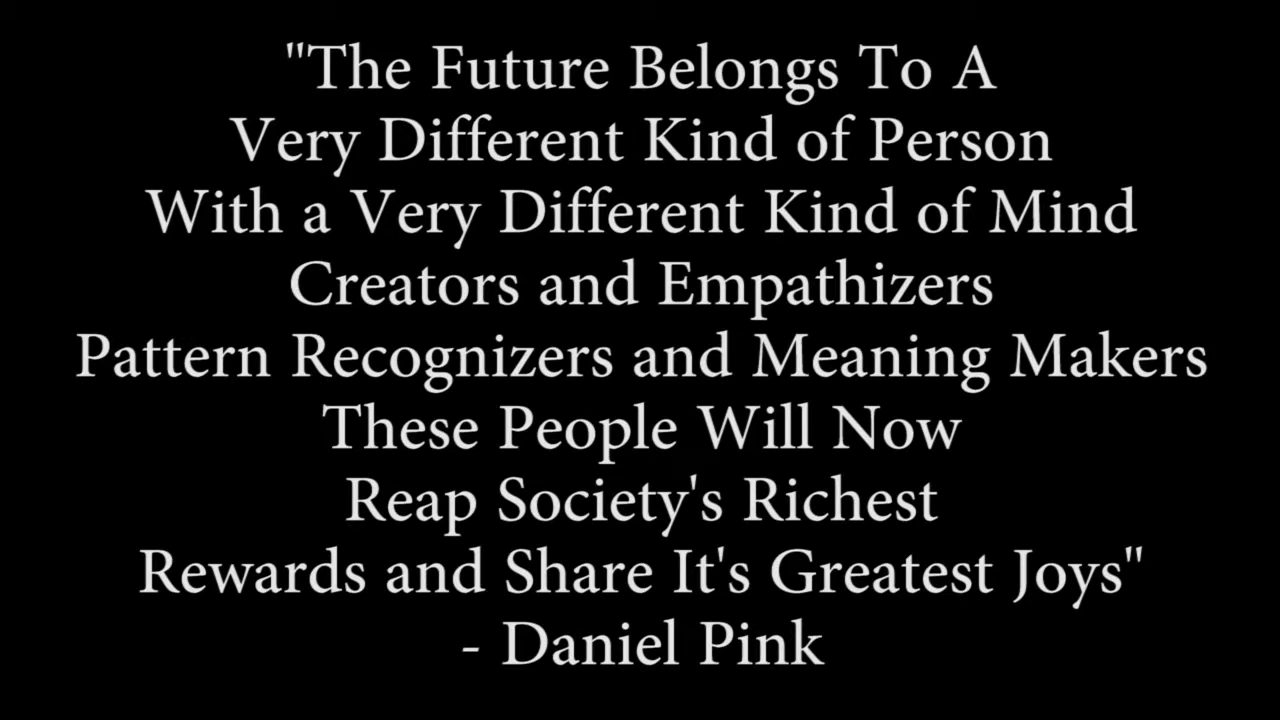 "The Future Belongs To A
Very Different Kind of Person
With a Very Different Kind of Mind
Creators and Empathizers
Pattern Recognizers and Meaning Makers
These People Will Now
Reap Society's Richest
Rewards and Share It's Greatest Joys"
- Daniel Pink